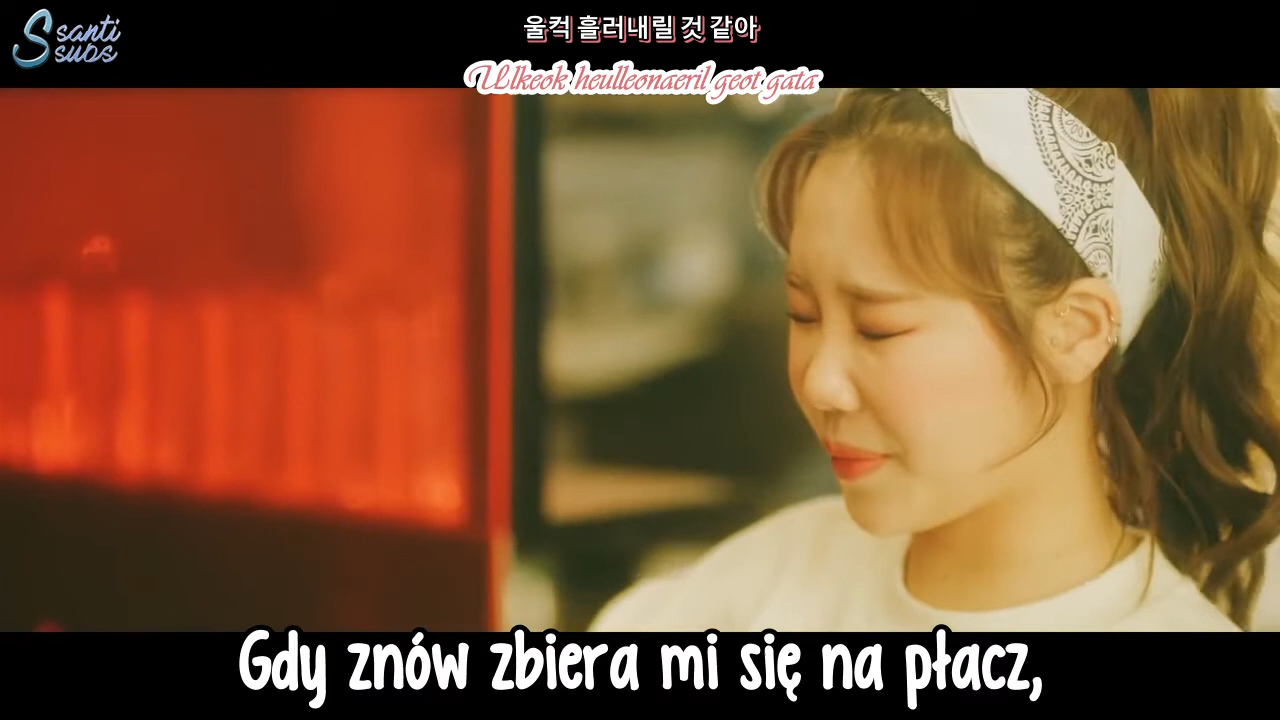 Ssanti
subs
울컥 흘러내릴 것 같아
Ulkeok heulleonaeril geot gata
Gdy znów zbiera mi się na płacz,